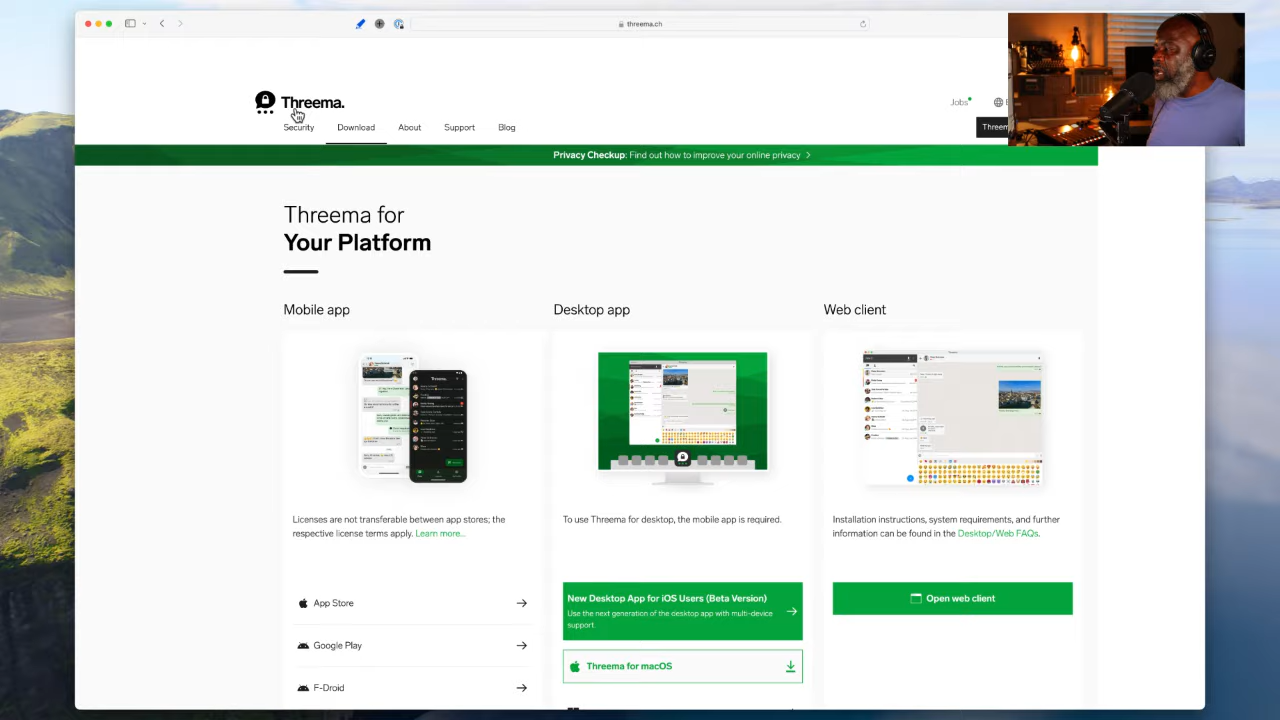 threema.ch
Threema.
Jobs
Security
Download
About
Support
Blog
Privacy Checkup: Find out how to improve your online privacy
Threema for
Your Platform
Mobile app
Desktop app
Web client
Licenses are not transferable between app stores; the
respective license terms apply. Learn more...
To use Threema for desktop, the mobile app is required.
Installation instructions, system requirements, and further
information can be found in the Desktop/Web FAQs.
App Store
Google Play
F-Droid
New Desktop App for iOS Users (Beta Version)
Use the next generation of the desktop app with multi-device
support.
Threema for macOS
Open web client